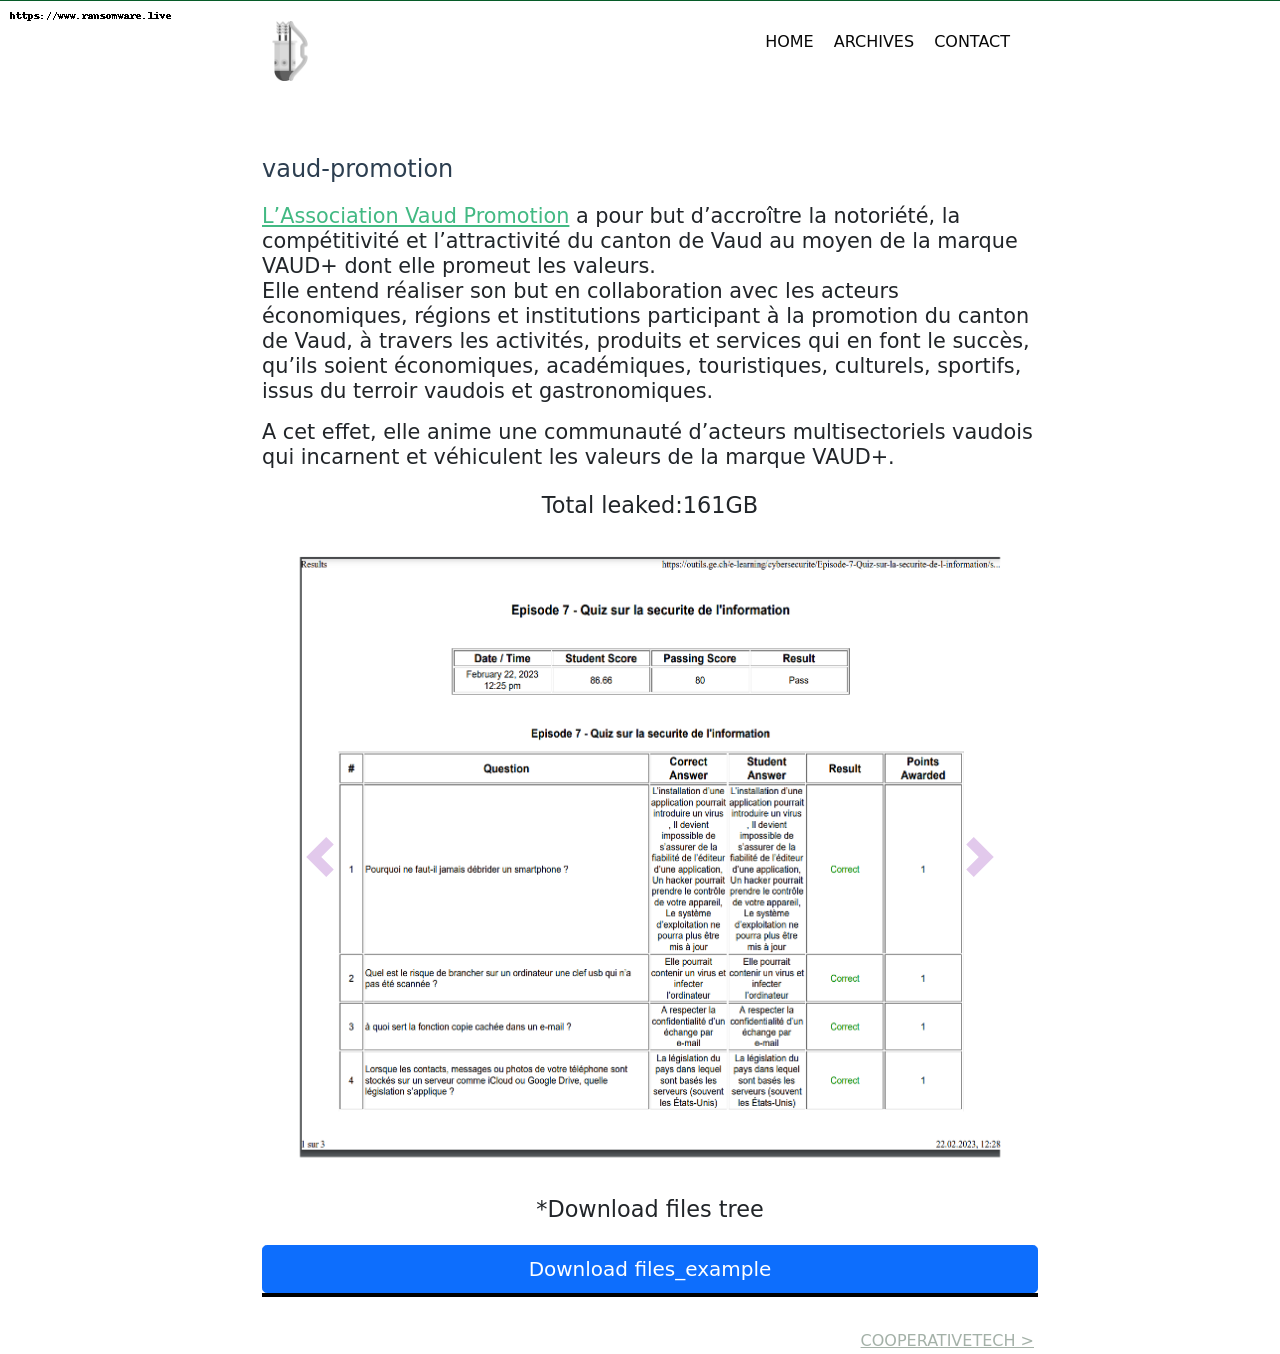 https://www.ransomware.live
HOME ARCHIVES CONTACT
vaud-promotion
L’Association Vaud Promotion a pour but d’accroître la notoriété, la
compétitivité et l’attractivité du canton de Vaud au moyen de la marque
VAUD+ dont elle promeut les valeurs.
Elle entend réaliser son but en collaboration avec les acteurs
économiques, régions et institutions participant à la promotion du canton
de Vaud, à travers les activités, produits et services qui en font le succès,
qu’ils soient économiques, académiques, touristiques, culturels, sportifs,
issus du terroir vaudois et gastronomiques.
A cet effet, elle anime une communauté d’acteurs multisectoriels vaudois
qui incarnent et véhiculent les valeurs de la marque VAUD+.
Total leaked:161GB
Results https://outils.ge.ch/e-learning/cybersecurite/Episode-7-Quiz-sur-la-securite-de-l-information/s...
Episode 7 - Quiz sur la securite de l'information
Date / Time Student Score Passing Score Result
February 22, 2023
12:25 pm
86.66 80 Pass
Episode 7 - Quiz sur la securite de l'information
# Question
Correct
Answer
Student
Answer
Result
Points
Awarded
1 Pourquoi ne faut-il jamais débrider un smartphone ?
L'installation d'une
application pourrait
introduire un virus
, Il devient
impossible de
s'assurer de la
fiabilité de l'éditeur
d'une application,
Un hacker pourrait
prendre le contrôle
de votre appareil,
Le système
d'exploitation ne
pourra plus être
mis à jour
L'installation d'une
application pourrait
introduire un virus
, Il devient
impossible de
s'assurer de la
fiabilité de l'éditeur
d'une application,
Un hacker pourrait
prendre le contrôle
de votre appareil,
Le système
d'exploitation ne
pourra plus être
mis à jour
Correct 1
2 Quel est le risque de brancher sur un ordinateur une clef usb qui n'a
pas été scannée ?
Elle pourrait
contenir un virus et
infecter
l'ordinateur
Elle pourrait
contenir un virus et
infecter
l'ordinateur
Correct 1
3 à quoi sert la fonction copie cachée dans un e-mail ?
A respecter la
confidentialité d'un
échange par
e-mail
A respecter la
confidentialité d'un
échange par
e-mail
Correct 1
4 Lorsque les contacts, messages ou photos de votre téléphone sont
stockés sur un serveur comme iCloud ou Google Drive, quelle
législation s'applique ?
La législation du
pays dans lequel
sont basés les
serveurs (souvent
les États-Unis)
La législation du
pays dans lequel
sont basés les
serveurs (souvent
les États-Unis)
Correct 1
1 sur 3 22.02.2023, 12:28
*Download files tree
Download files_example
COOPERATIVETECH >